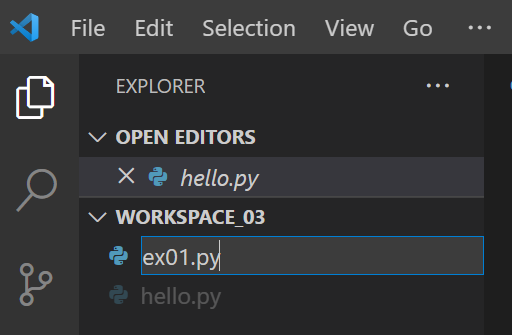 File Edit Selection View Go ...
EXPLORER ...
OPEN EDITORS
hello.py
WORKSPACE_03
ex01.py
hello.py